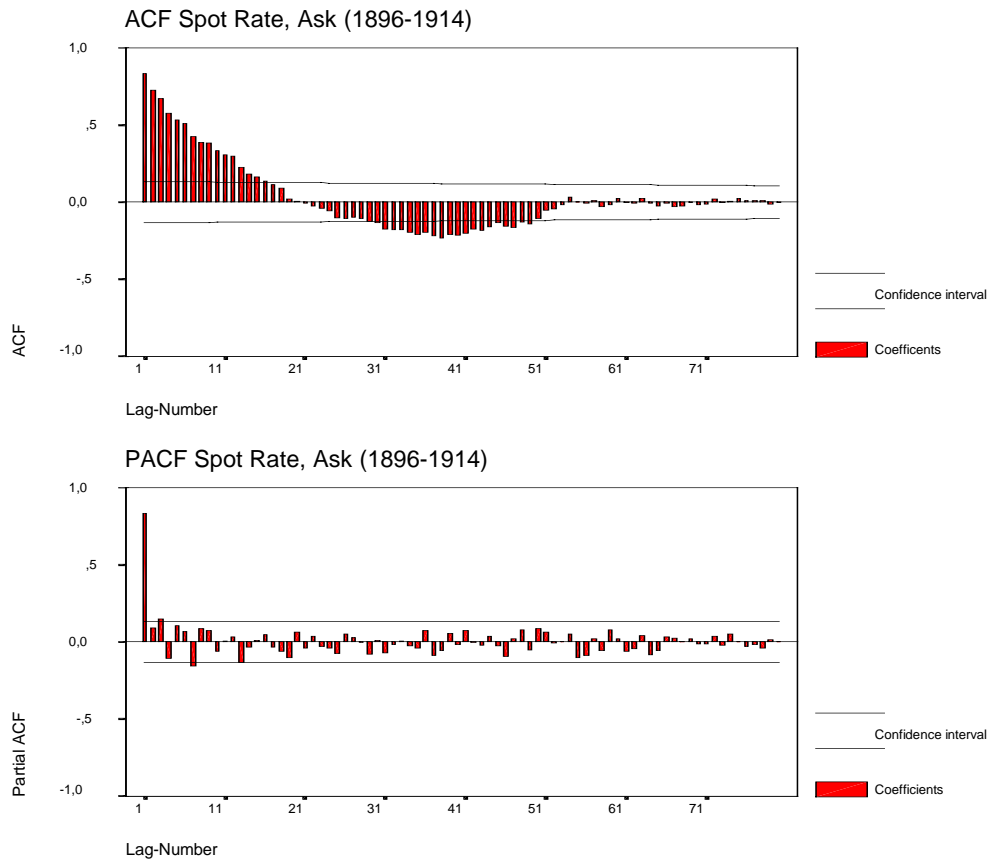 ACF Spot Rate, Ask (1896-1914)
1,0
,5
0,0
-,5
-1,0
ACF
1 11 21 31 41 51 61 71
Lag-Number
Confidence interval
Coefficents
PACF Spot Rate, Ask (1896-1914)
1,0
,5
0,0
-,5
-1,0
Partial ACF
1 11 21 31 41 51 61 71
Lag-Number
Confidence interval
Coefficients